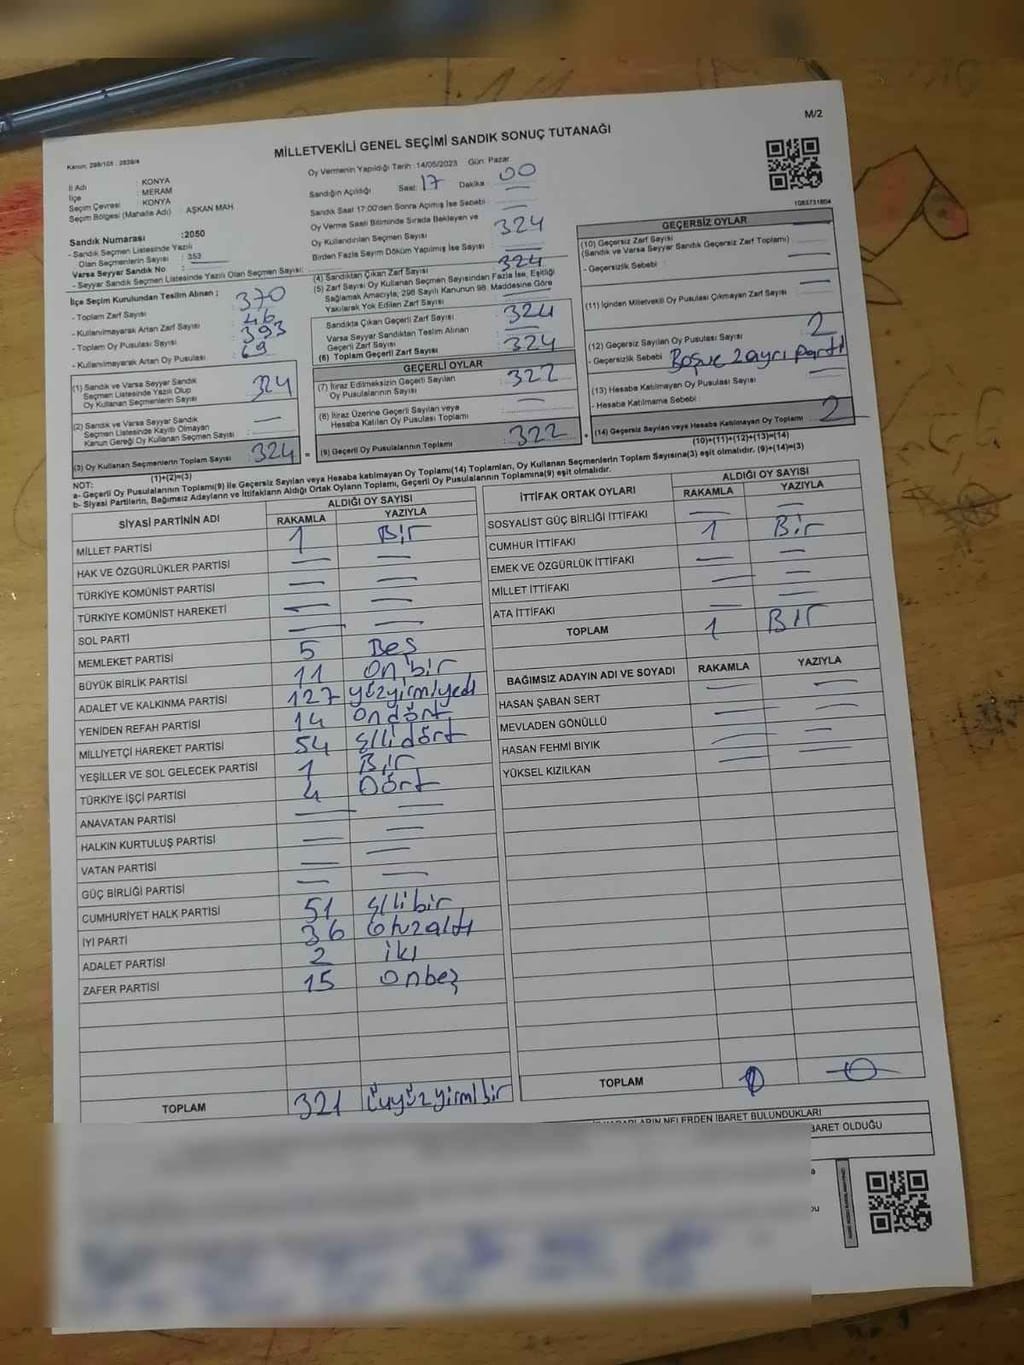 M/2
MİLLETVEKİLİ GENEL SEÇİMİ SANDIK SONUÇ TUTANAĞI
İl Adı : KONYA
İlçe : MERAM
Seçim Çevresi : KONYA
Seçim Bölgesi (Mahalle Adı) AŞKAN MAH.
Sandık Numarası :2050
- Sandık Seçmen Listesinde Yazılı
Olan Seçmenlerin Sayısı : 353
Varsa Seyyar Sandık No :
- Seyyar Sandık Seçmen Listesinde Yazılı Olan Seçmen Sayısı:
Oy Vermenin Yapıldığı Tarih :14/05/2023 Gün: Pazar
Sandığın Açıldığı Saat: 17 Dakika 00
Sandık Saat 17:00'den Sonra Açılmış İse Sebebi : —
Oy Verme Saati Bitiminde Sırada Bekleyen ve
Oy Kullandırılan Seçmen Sayısı : 324
Birden Fazla Sayım Döküm Yapılmış İse Sayısı : —
İlçe Seçim Kurulundan Teslim Alınan ;
- Toplam Zarf Sayısı : 370
- Kullanılmayarak Artan Zarf Sayısı : 46
- Toplam Oy Pusulası Sayısı : 393
- Kullanılmayarak Artan Oy Pusulası : 69
(1) Sandık ve Varsa Seyyar Sandık
Seçmen Listesinde Yazılı Olup
Oy Kullanan Seçmenlerin Sayısı : 324
(2) Sandık ve Varsa Seyyar Sandık
Seçmen Listesinde Kayıtlı Olmayan
Kanun Gereği Oy Kullanan Seçmen Sayısı : —
(3) Oy Kullanan Seçmenlerin Toplam Sayısı 324
(1)+(2)=(3)
(4) Sandıktan Çıkan Zarf Sayısı : 324
(5) Zarf Sayısı Oy Kullanan Seçmen Sayısından Fazla İse, Eşitliği
Sağlamak Amacıyla, 298 Sayılı Kanunun 98. Maddesine Göre
Yakılarak Yok Edilen Zarf Sayısı : —
Sandıkta Çıkan Geçerli Zarf Sayısı : 324
Varsa Seyyar Sandıktan Teslim Alınan
Geçerli Zarf Sayısı : —
(6) Toplam Geçerli Zarf Sayısı : 324
GEÇERLİ OYLAR
(7) İtiraz Edilmeksizin Geçerli Sayılan
Oy Pusulalarının Sayısı : 322
(8) İtiraz Üzerine Geçerli Sayılan veya
Hesaba Katılan Oy Pusulası Toplamı : —
(9) Geçerli Oy Pusulalarının Toplamı : 322
GEÇERSİZ OYLAR
(10) Geçersiz Zarf Sayısı
(Sandık ve Varsa Seyyar Sandık Geçersiz Zarf Toplamı) : —
- Geçersizlik Sebebi : —
(11) İçinden Milletvekili Oy Pusulası Çıkmayan Zarf Sayısı : —
(12) Geçersiz Sayılan Oy Pusulası Sayısı : 2
- Geçersizlik Sebebi : Boş ve 2 ayrı parti
(13) Hesaba Katılmayan Oy Pusulası Sayısı : —
- Hesaba Katılmama Sebebi :
(14) Geçersiz Sayılan veya Hesaba Katılmayan Oy Toplamı : 2
(10)+(11)+(12)+(13)=(14)
NOT:
a- Geçerli Oy Pusulalarının Toplamı(9) ile Geçersiz Sayılan veya Hesaba katılmayan Oy Toplamı(14) Toplamları, Oy Kullanan Seçmenlerin Toplam Sayısına(3) eşit olmalıdır. (9)+(14)=(3)
b- Siyasi Partilerin, Bağımsız Adayların ve İttifakların Aldığı Ortak Oyların Toplamı, Geçerli Oy Pusulalarının Toplamına(9) eşit olmalıdır.
SİYASİ PARTİNİN ADI ALDIĞI OY SAYISI
RAKAMLA YAZIYLA
MİLLET PARTİSİ 1 Bir
HAK VE ÖZGÜRLÜKLER PARTİSİ — —
TÜRKİYE KOMÜNİST PARTİSİ — —
TÜRKİYE KOMÜNİST HAREKETİ — —
SOL PARTİ — —
MEMLEKET PARTİSİ 5 Beş
BÜYÜK BİRLİK PARTİSİ 11 Onbir
ADALET VE KALKINMA PARTİSİ 127 Yüzyirmiyedi
YENİDEN REFAH PARTİSİ 14 Ondört
MİLLİYETÇİ HAREKET PARTİSİ 54 Ellidört
YEŞİLLER VE SOL GELECEK PARTİSİ 1 Bir
TÜRKİYE İŞÇİ PARTİSİ 4 Dört
ANAVATAN PARTİSİ — —
HALKIN KURTULUŞ PARTİSİ — —
VATAN PARTİSİ — —
GÜÇ BİRLİĞİ PARTİSİ — —
CUMHURİYET HALK PARTİSİ 51 Ellibir
İYİ PARTİ 36 Otuzaltı
ADALET PARTİSİ 2 iki
ZAFER PARTİSİ 15 Onbeş
TOPLAM 321 Üçyüzyirmibir
İTTİFAK ORTAK OYLARI ALDIĞI OY SAYISI
RAKAMLA YAZIYLA
SOSYALİST GÜÇ BİRLİĞİ İTTİFAKI — —
CUMHUR İTTİFAKI 1 Bir
EMEK VE ÖZGÜRLÜK İTTİFAKI — —
MİLLET İTTİFAKI — —
ATA İTTİFAKI — —
TOPLAM 1 BİR
BAĞIMSIZ ADAYIN ADI VE SOYADI RAKAMLA YAZIYLA
HASAN ŞABAN SERT — —
MEVLADEN GÖNÜLLÜ — —
HASAN FEHMI BIYIK — —
YÜKSEL KIZILKAN — —
TOPLAM
NELERDEN İBARET BULUNDUKLARI
BARET OLDUĞU